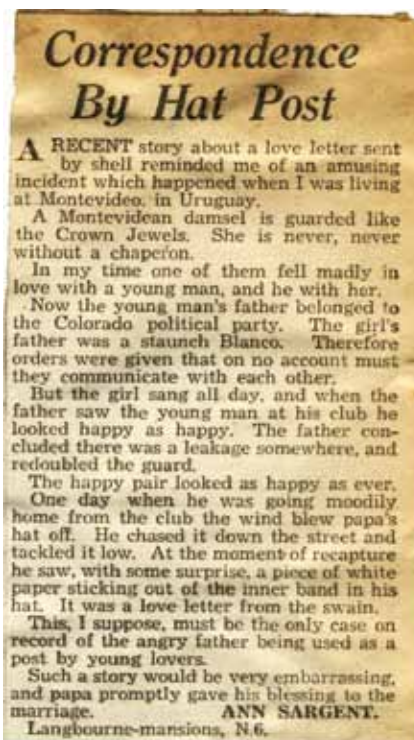 Correspondence
By Hat Post
A RECENT story about a love letter sent
by shell reminded me of an amusing
incident which happened when I was living
at Montevideo, in Uruguay.
A Montevidean damsel is guarded like
the Crown Jewels. She is never, never
without a chaperon.
In my time one of them fell madly in
love with a young man, and he with her.
Now the young man's father belonged to
the Colorado political party. The girl's
father was a staunch Blanco. Therefore
orders were given that on no account must
they communicate with each other.
But the girl sang all day, and when the
father saw the young man at his club he
looked happy as happy. The father con-
cluded there was a leakage somewhere, and
redoubled the guard.
The happy pair looked as happy as ever.
One day when he was going moodily
home from the club the wind blew papa's
hat off. He chased it down the street and
tackled it low. At the moment of recapture
he saw, with some surprise, a piece of white
paper sticking out of the inner band in his
hat. It was a love letter from the swain.
This, I suppose, must be the only case on
record of the angry father being used as a
post by young lovers.
Such a story would be very embarrassing,
and papa promptly gave his blessing to the
marriage. ANN SARGENT.
Langbourne-mansions, N.6.